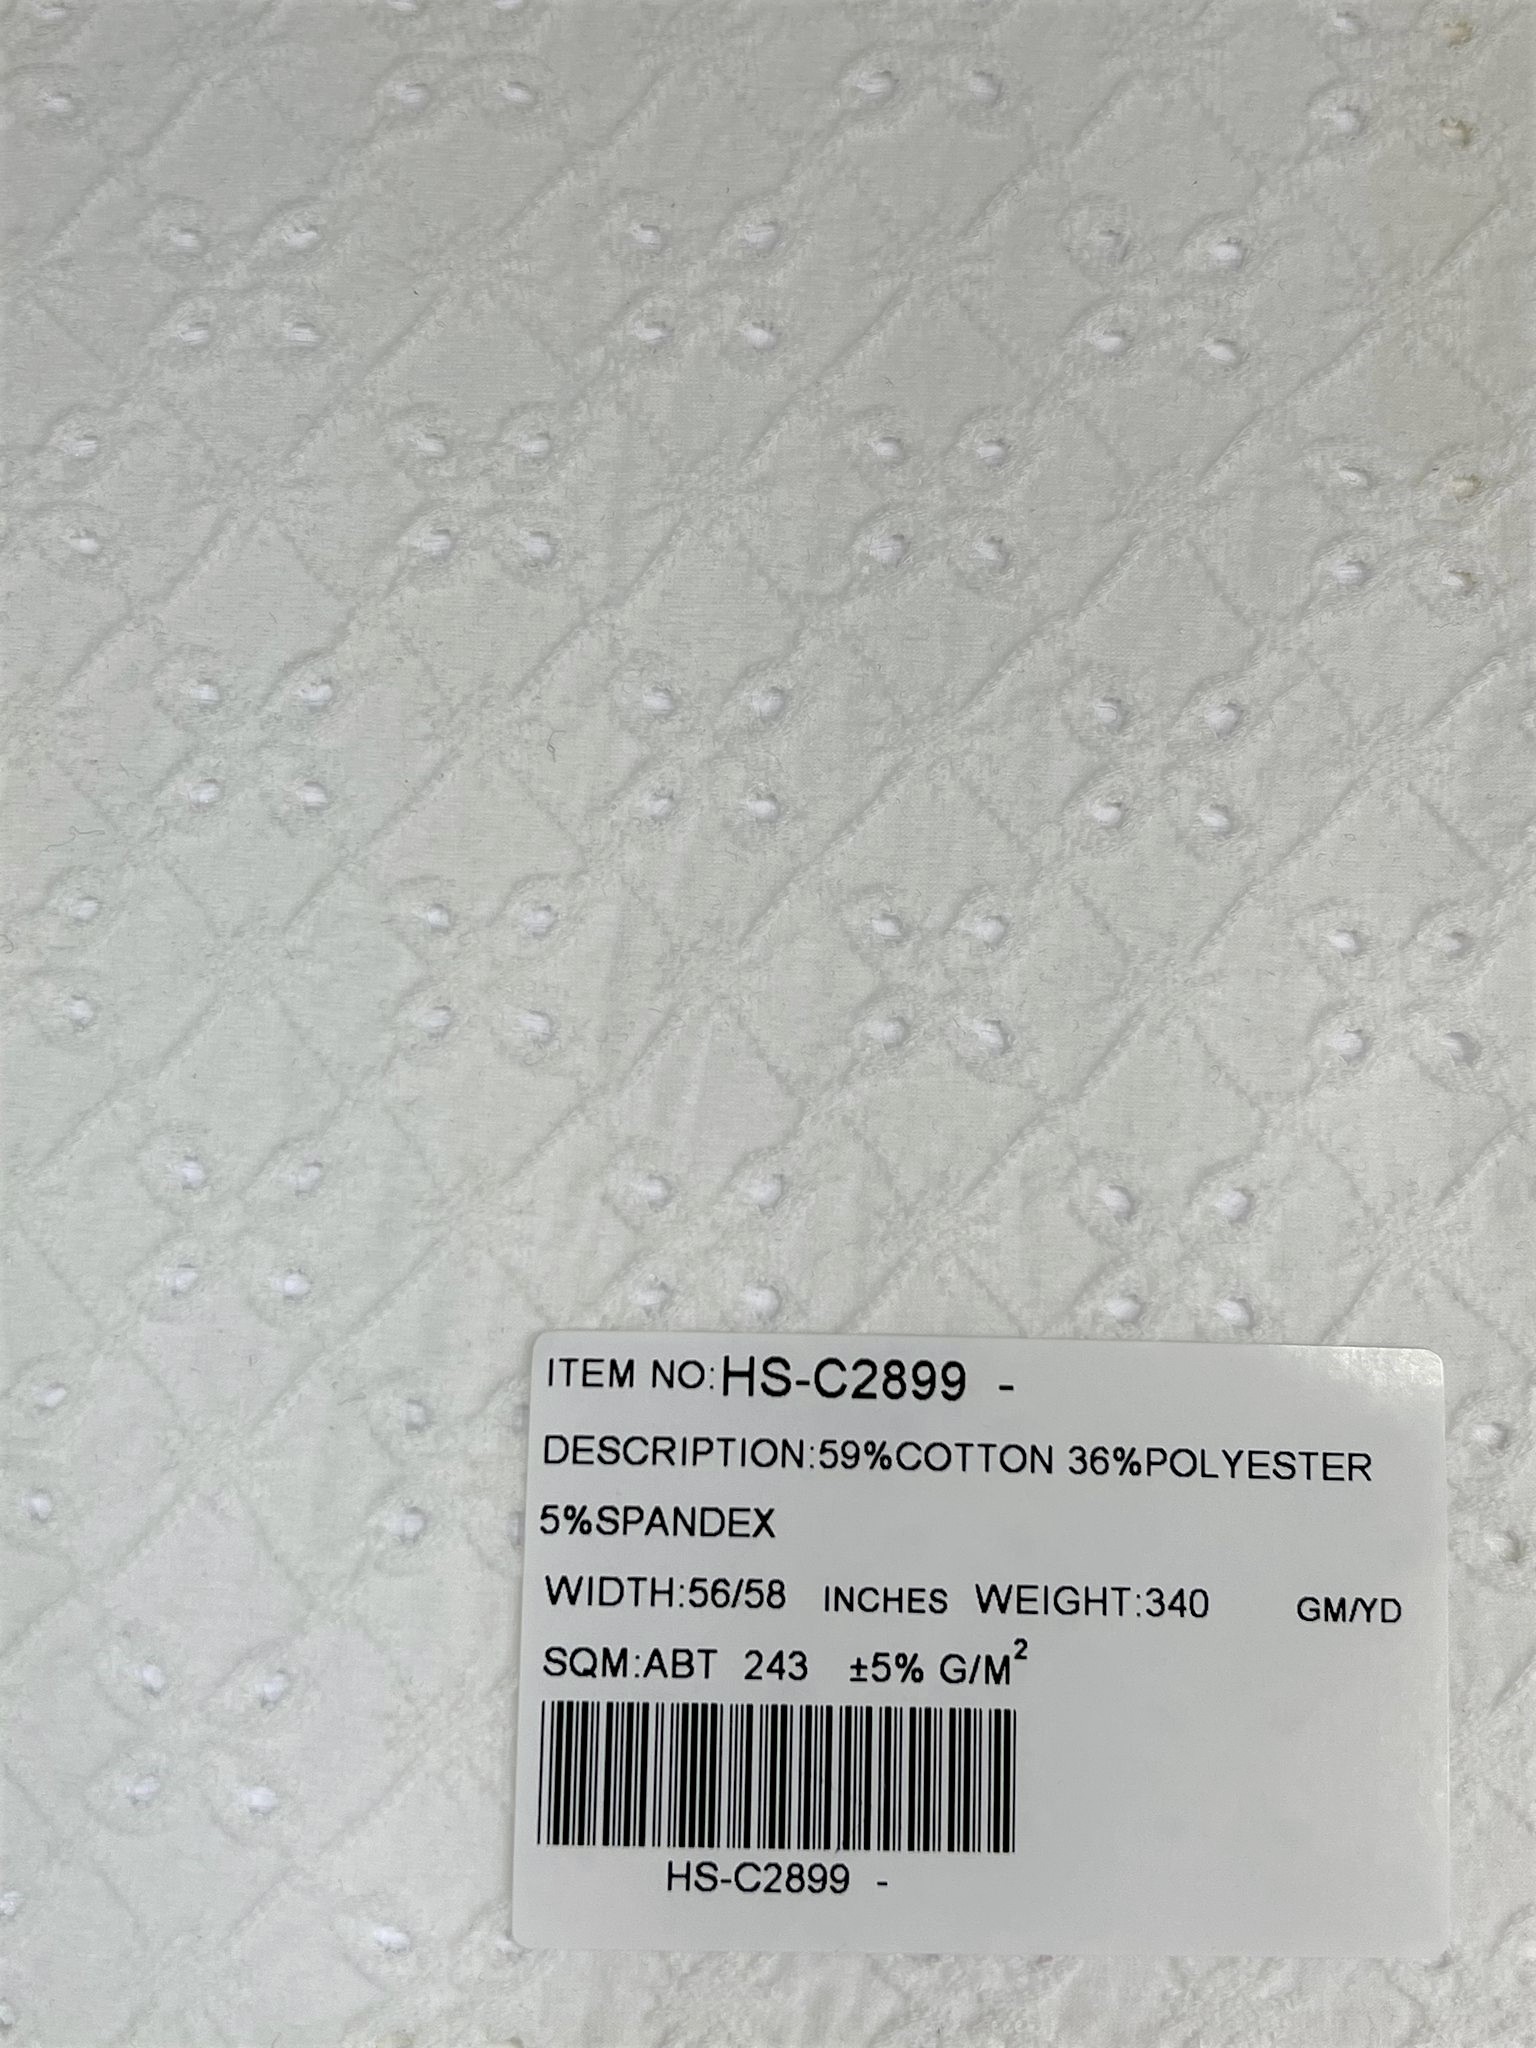 ITEM NO:HS-C2899 -
DESCRIPTION:59%COTTON 36%POLYESTER
5%SPANDEX
WIDTH:56/58 INCHES WEIGHT:340 GM/YD
SQM:ABT 243 ±5% G/M²
HS-C2899 -